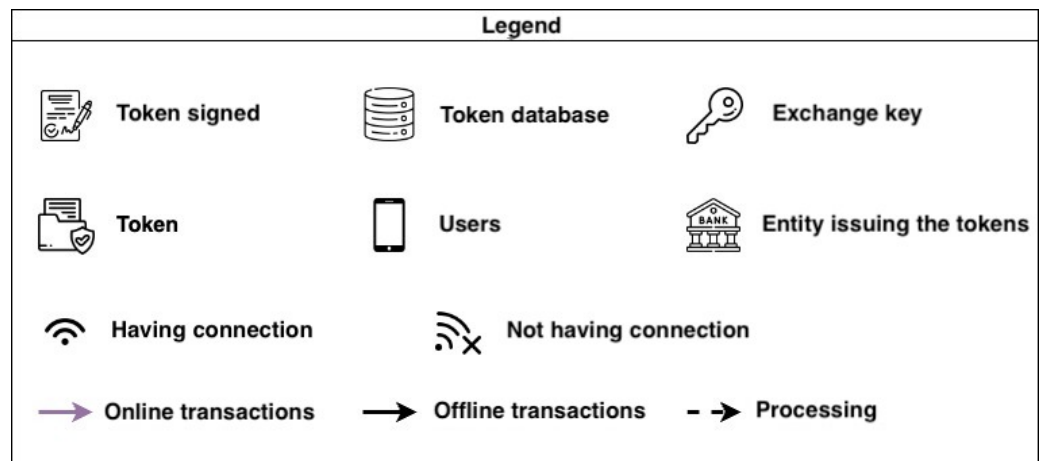 Legend
Token signed
Token database
Exchange key
Token
Users
BANK
Entity issuing the tokens
Having connection
Not having connection
Online transactions
Offline transactions
Processing